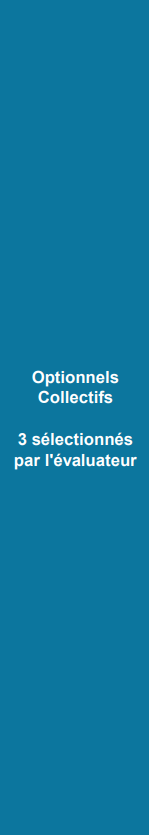 Optionnels
Collectifs
3 sélectionnés
par l'évaluateur